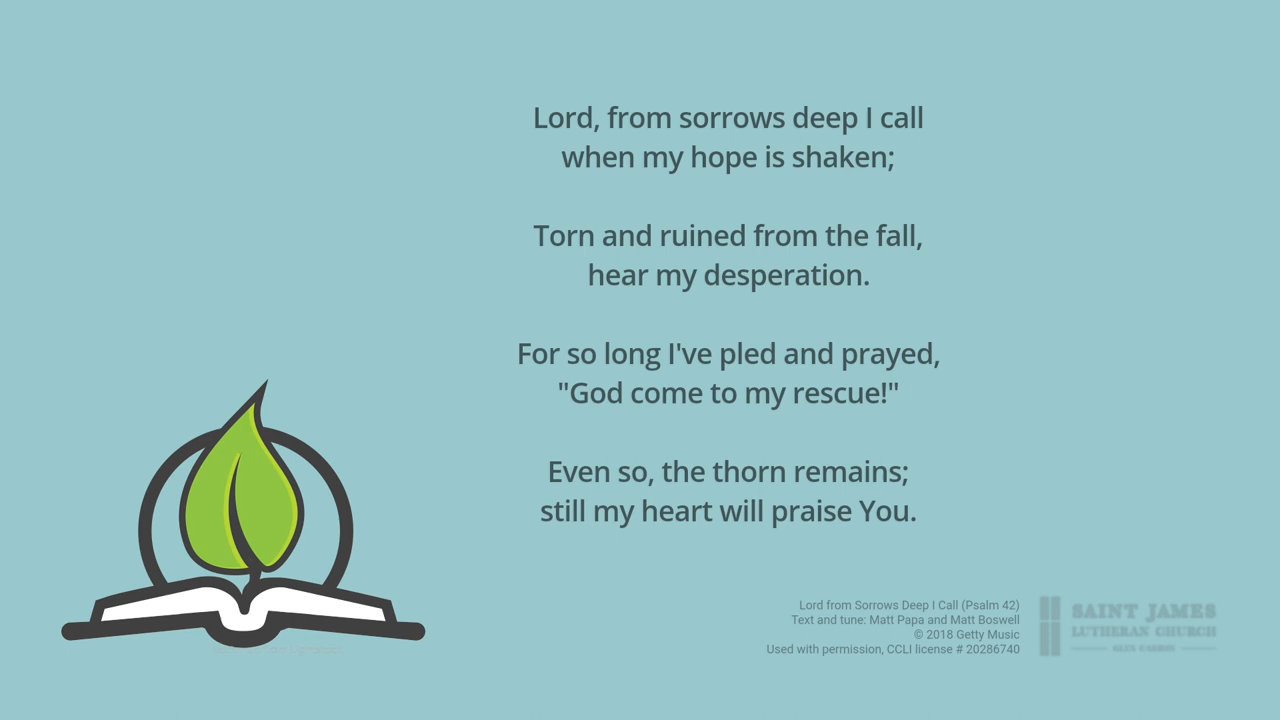 Lord, from sorrows deep I call
when my hope is shaken;
Torn and ruined from the fall,
hear my desperation.
For so long I've pled and prayed,
"God come to my rescue!"
Even so, the thorn remains;
still my heart will praise You.
Lord from Sorrows Deep I Call (Psalm 42)
Text and tune: Matt Papa and Matt Boswell
© 2018 Getty Music
Used with permission, CCLI license # 20286740
SAINT JAMES
LUTHERAN CHURCH